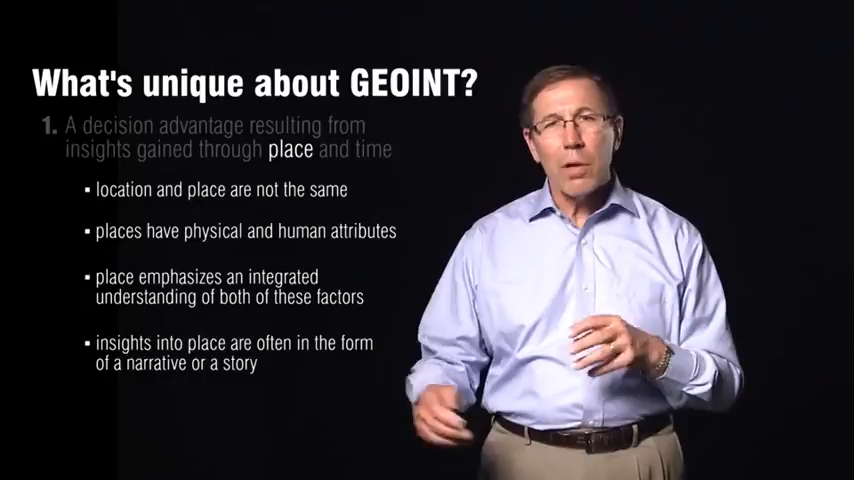 What's unique about GEOINT?
1. A decision advantage resulting from
insights gained through place and time
▪ location and place are not the same
▪ places have physical and human attributes
▪ place emphasizes an integrated
understanding of both of these factors
▪ insights into place are often in the form
of a narrative or a story